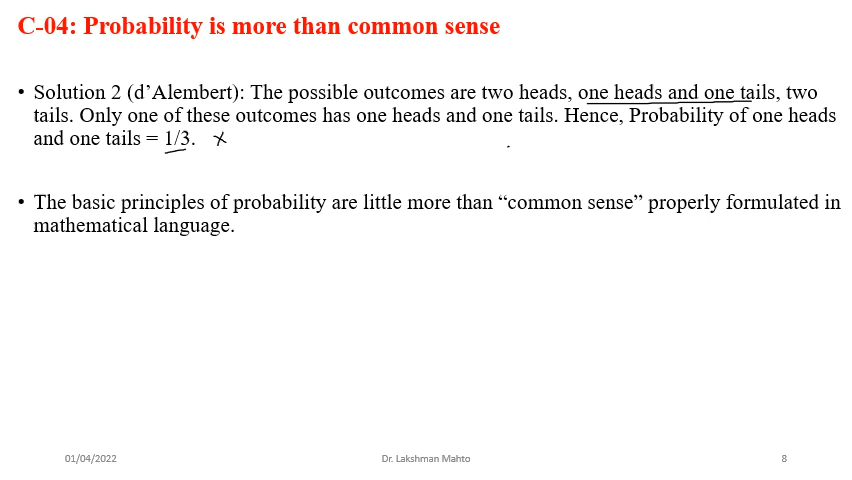 C-04: Probability is more than common sense
• Solution 2 (d’Alembert): The possible outcomes are two heads, one heads and one tails, two
tails. Only one of these outcomes has one heads and one tails. Hence, Probability of one heads
and one tails = 1/3. ×
• The basic principles of probability are little more than “common sense” properly formulated in
mathematical language.
01/04/2022 Dr. Lakshman Mahto 8